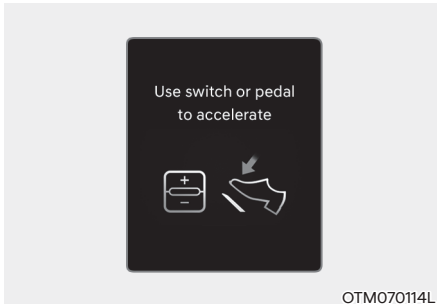 Use switch or pedal
to accelerate
+
−
OTM070114L